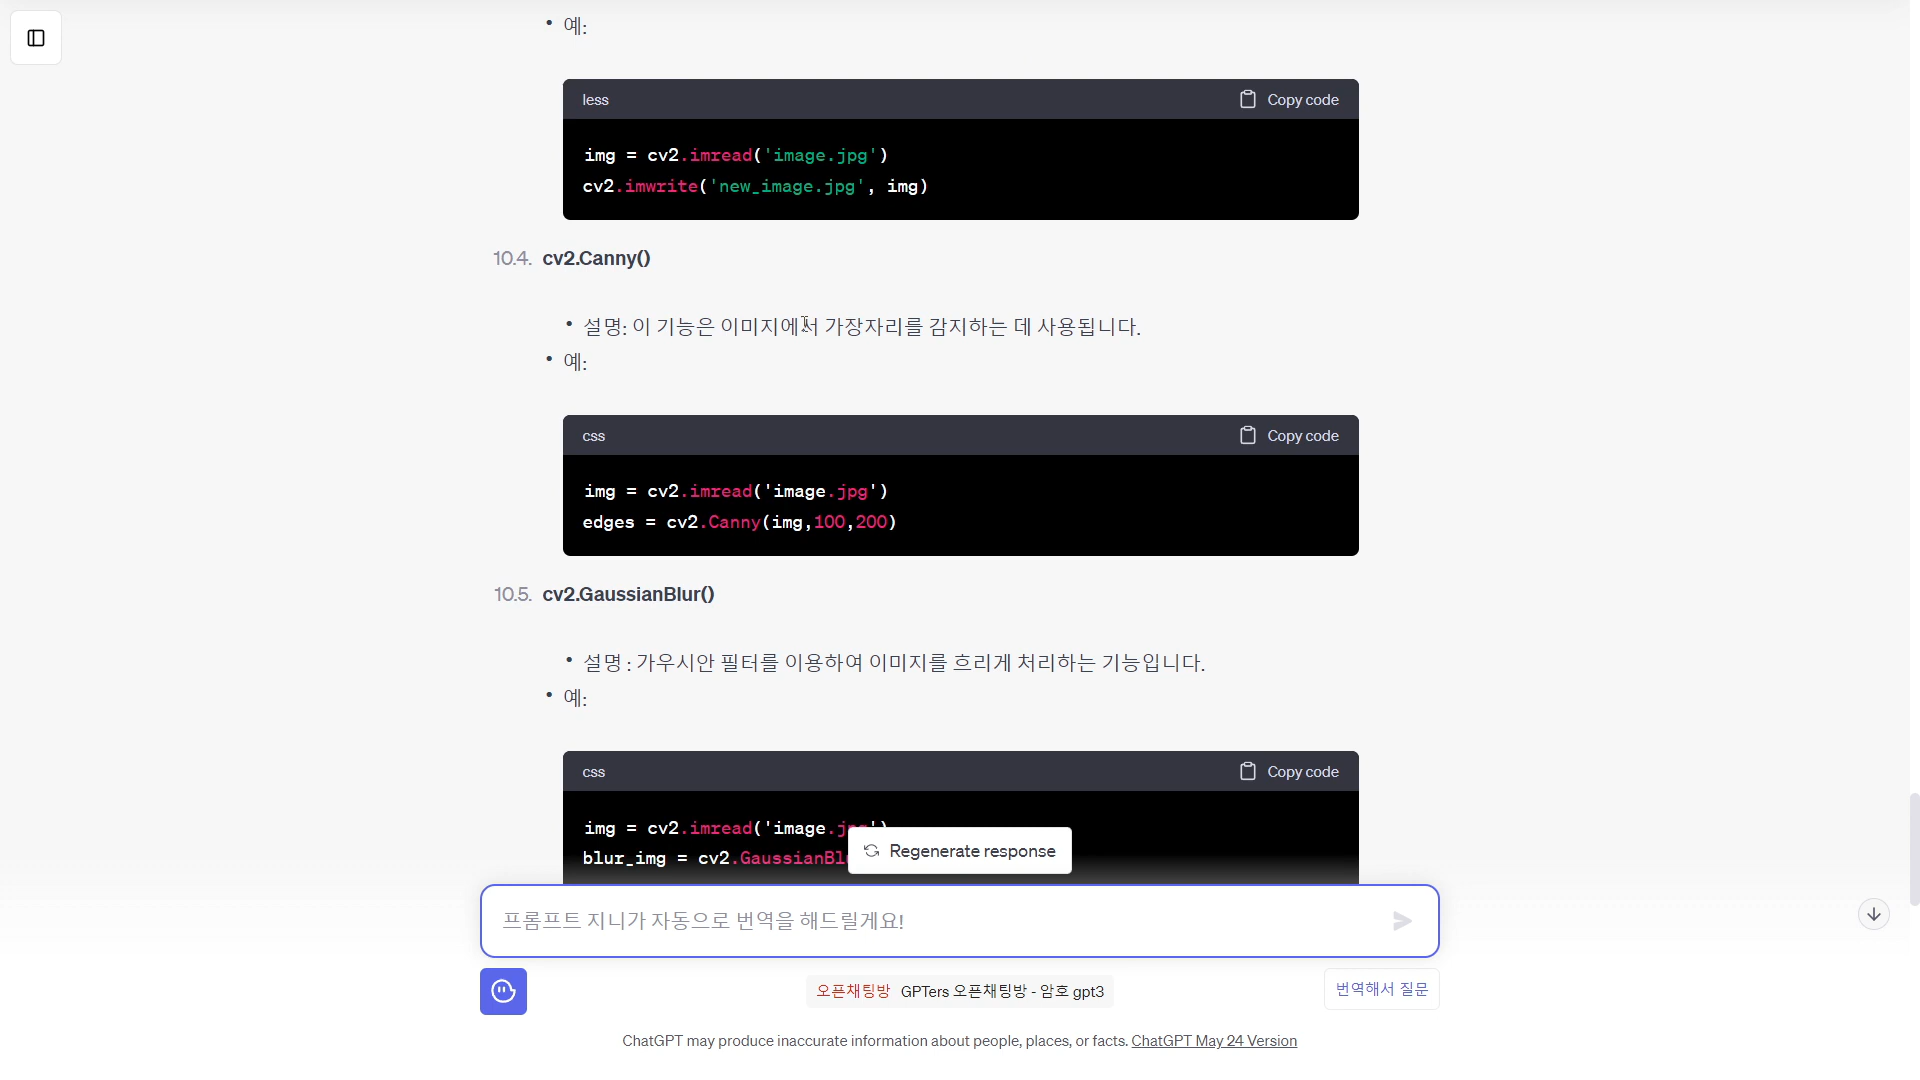 • 예:
less
Copy code
img = cv2.imread('image.jpg')
cv2.imwrite('new_image.jpg', img)
10.4. cv2.Canny()
• 설명: 이 기능은 이미지에서 가장자리를 감지하는 데 사용됩니다.
• 예:
css
Copy code
img = cv2.imread('image.jpg')
edges = cv2.Canny(img,100,200)
10.5. cv2.GaussianBlur()
• 설명 : 가우시안 필터를 이용하여 이미지를 흐리게 처리하는 기능입니다.
• 예:
css
Copy code
img = cv2.imread('image.jpg')
blur_img = cv2.GaussianBl
Regenerate response
프롬프트 지니가 자동으로 번역을 해드릴게요!
오픈채팅방 GPTers 오픈채팅방 - 암호 gpt3
번역해서 질문
ChatGPT may produce inaccurate information about people, places, or facts. ChatGPT May 24 Version